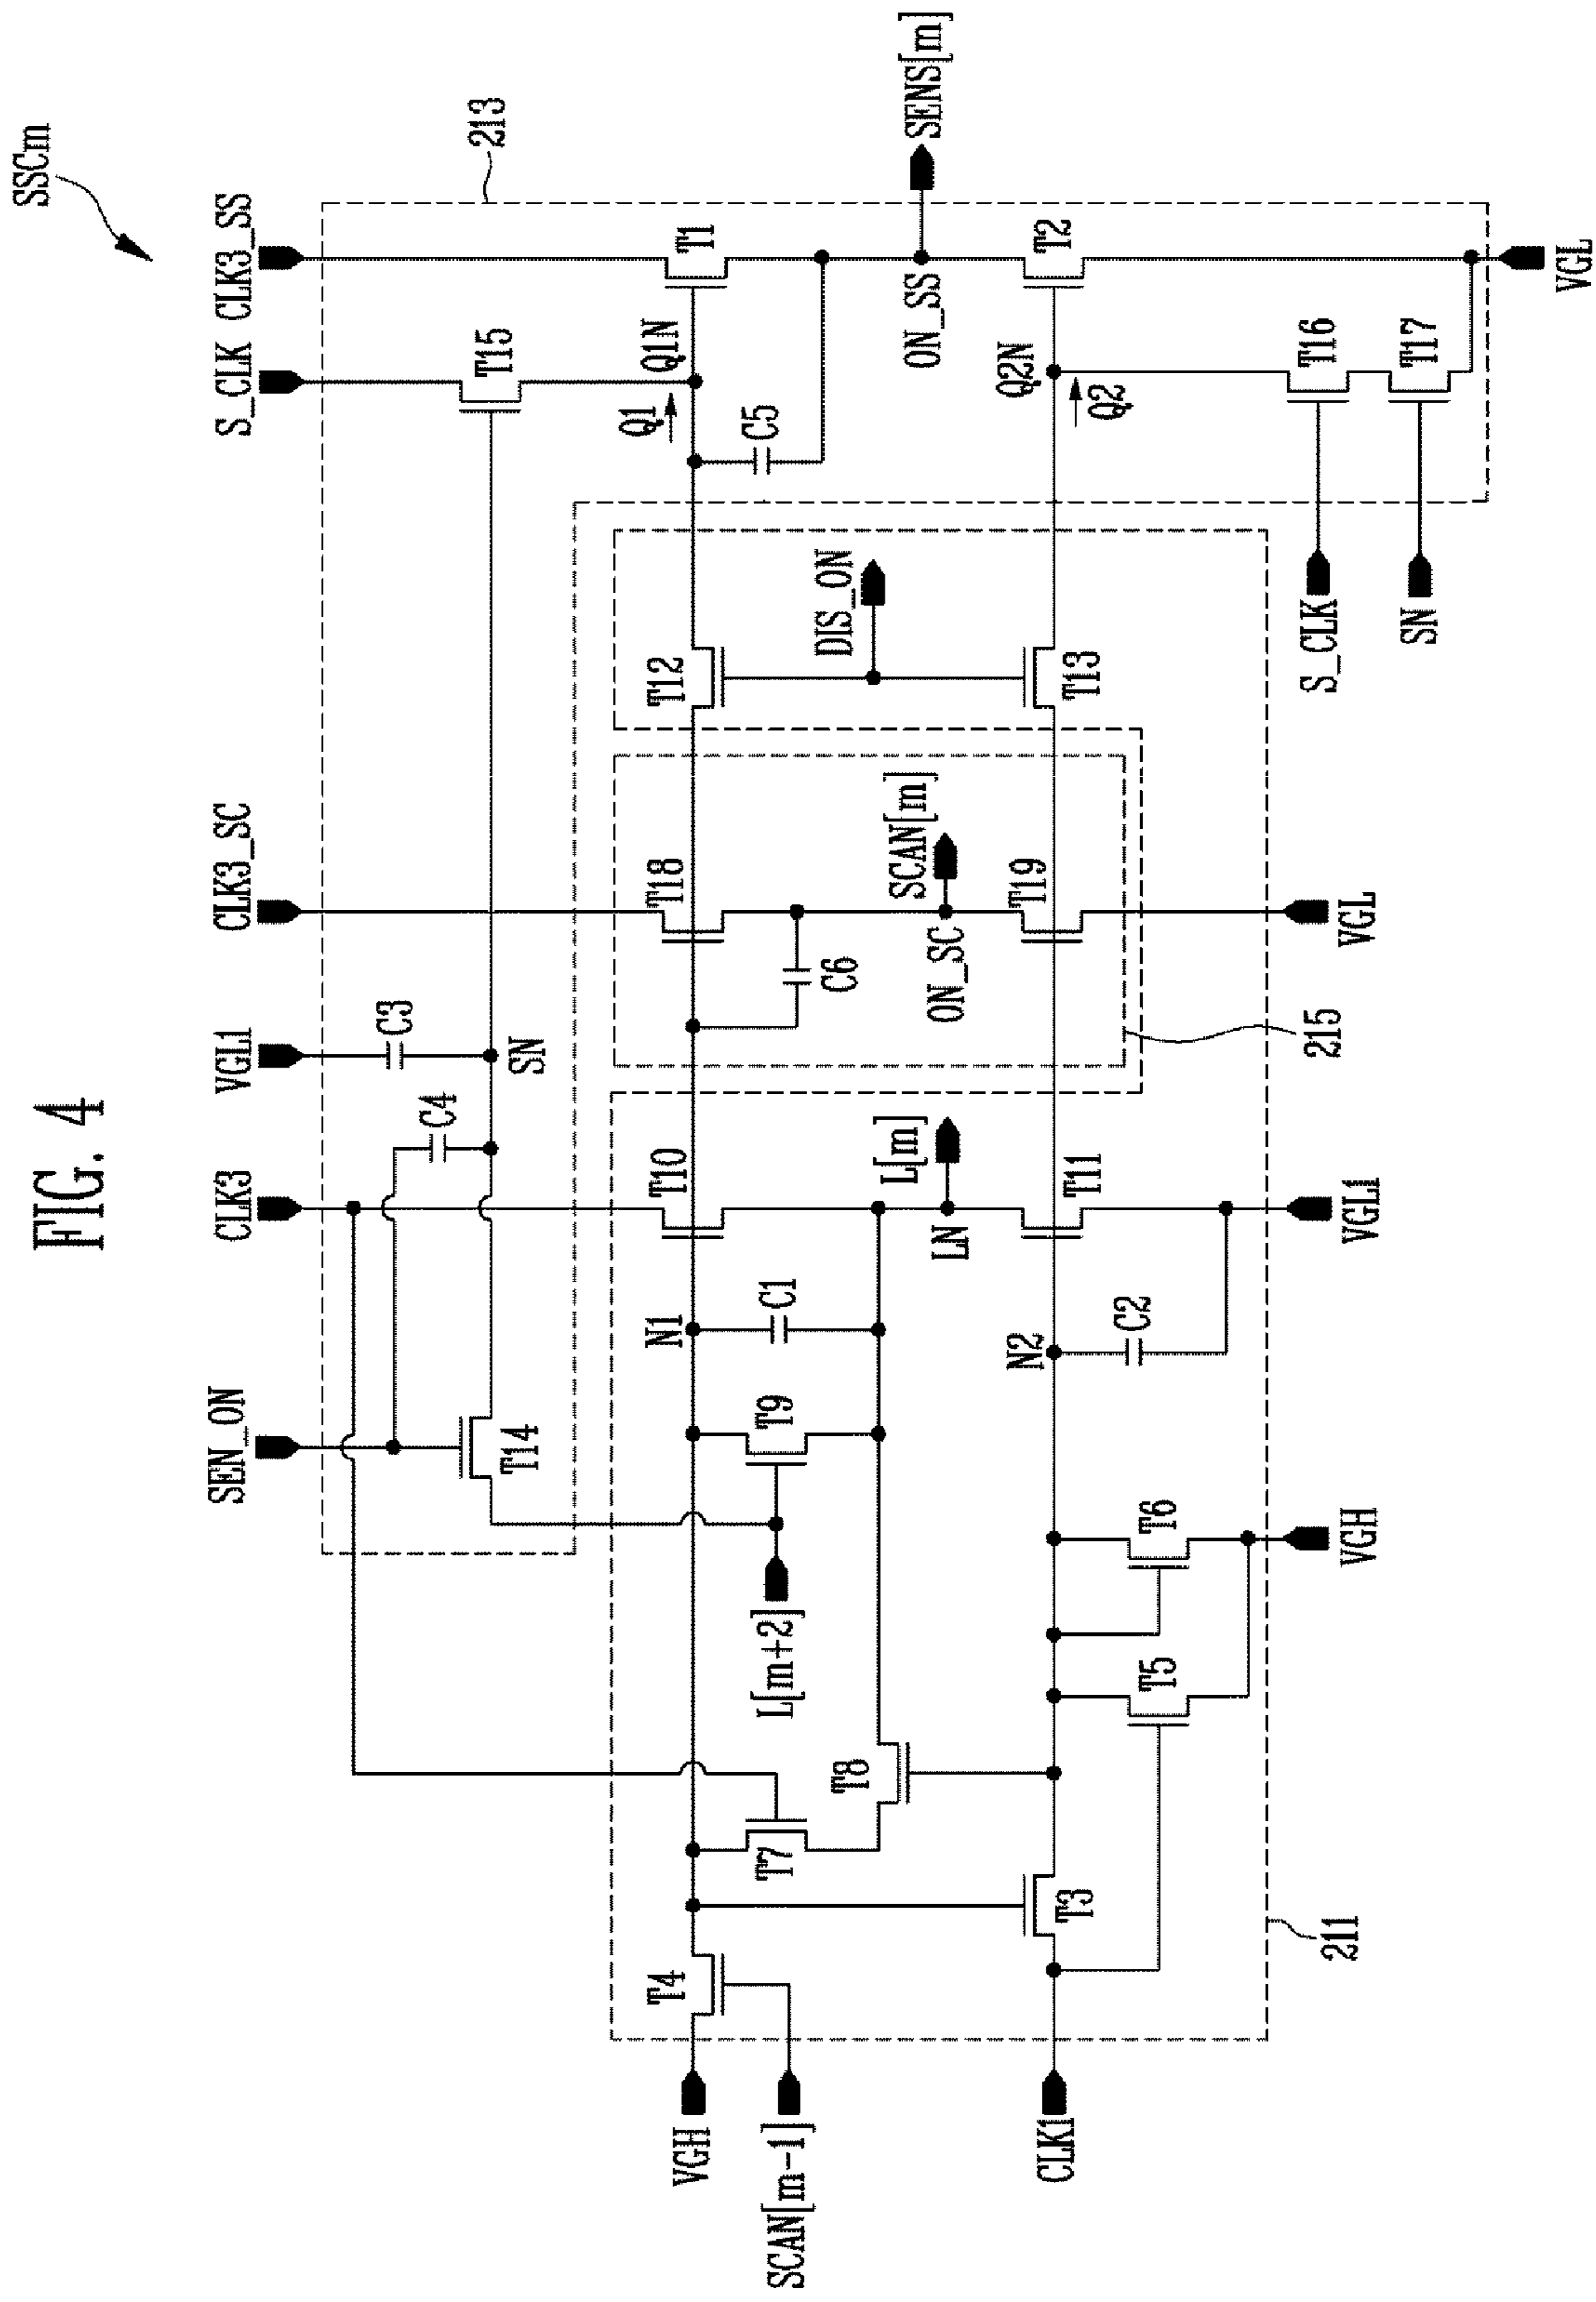 FIG. 4
SSCm
SEN_ON
CLK3
VGL1
CLK3_SC
S_CLK
CLK3_SS
213
C4
C3
T14
SN
T15
VGH
T4
N1
T10
T18
T12
Q1
Q1N
T1
SCAN[m-1]
T7
L[m+2]
T9
C1
C6
C5
DIS_ON
T8
L[m]
LN
SCAN[m]
ON_SC
ON_SS
SENS[m]
CLK1
T3
N2
T11
T19
T13
Q2N
Q2
T2
T5
T6
C2
211
VGH
VGL1
215
VGL
S_CLK
T16
SN
T17
VGL